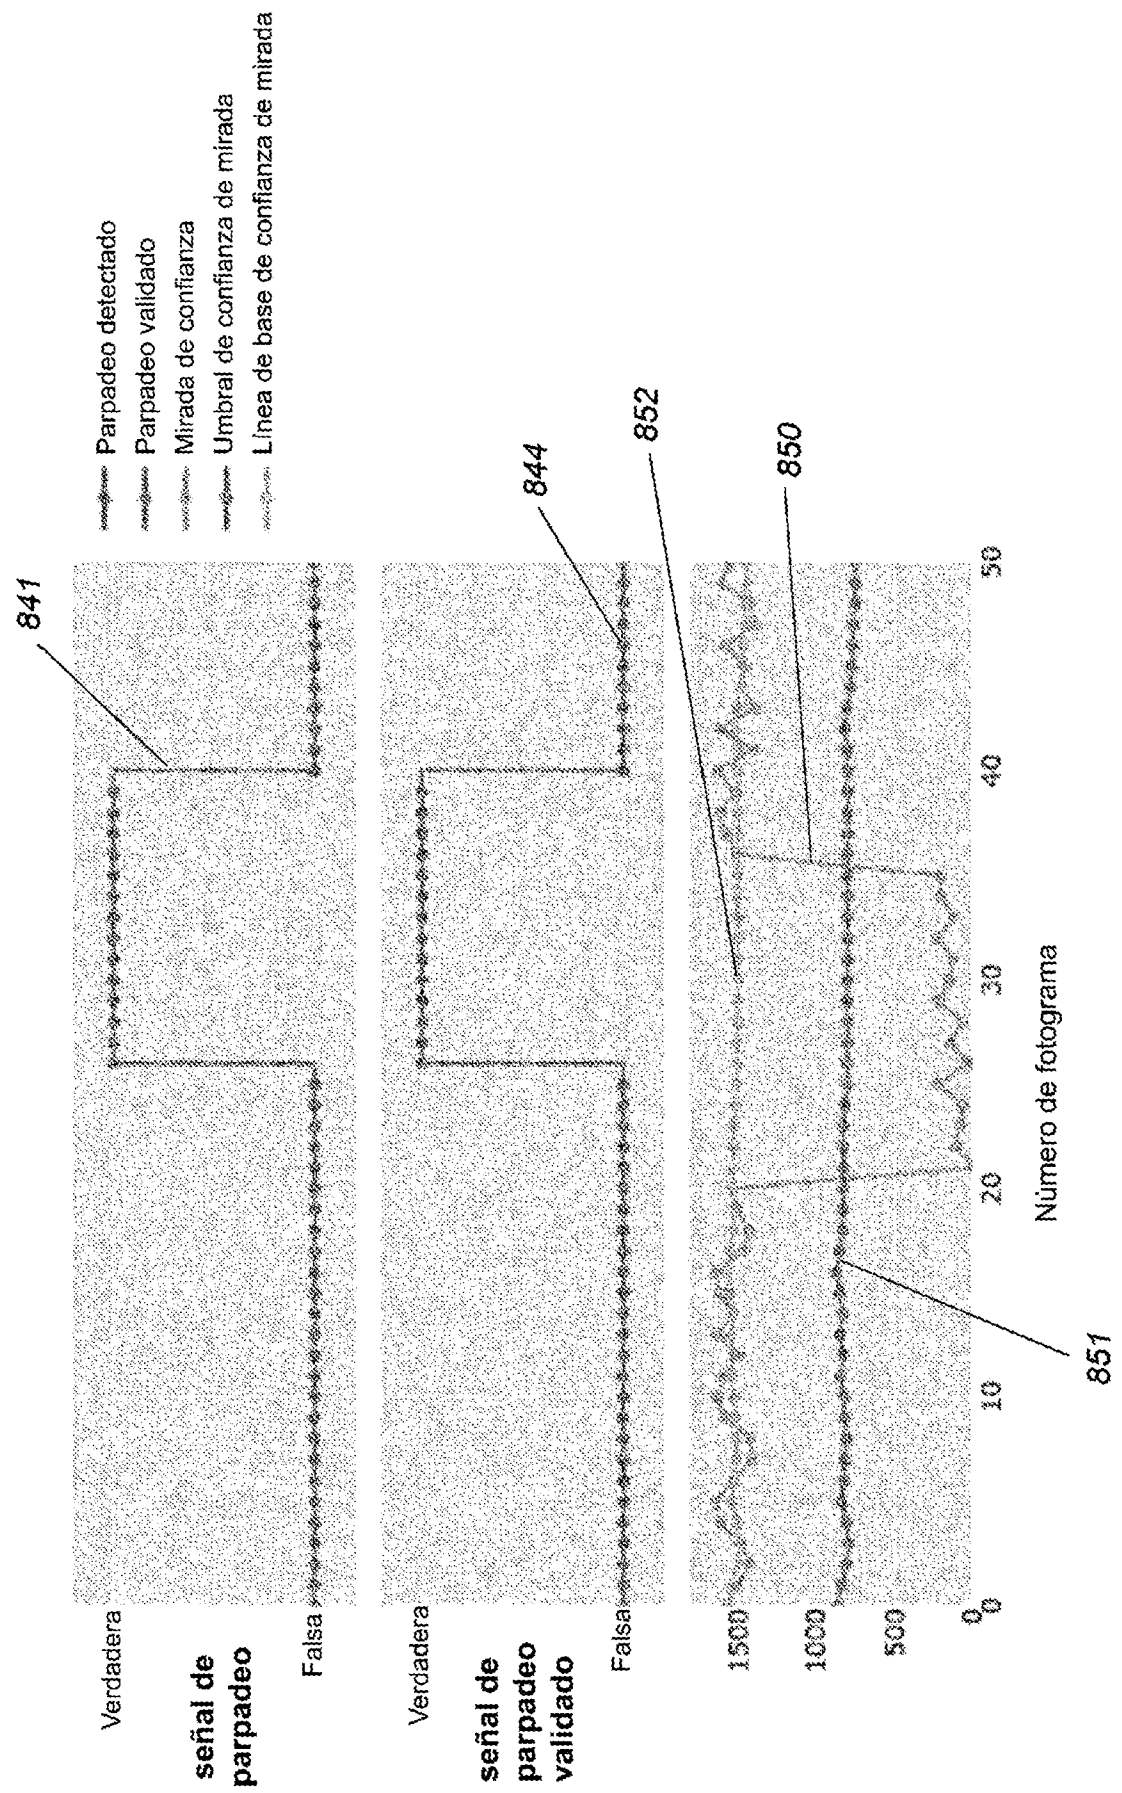 Parpadeo detectado
Parpadeo validado
Mirada de confianza
Umbral de confianza de mirada
Línea de base de confianza de mirada
841
Verdadera
señal de
parpadeo
Falsa
844
Verdadera
señal de
parpadeo
validado
Falsa
852
850
1500
1000
500
0
0
10
20
30
40
50
851
Número de fotograma